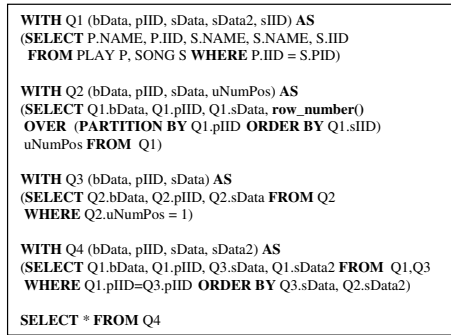 WITH Q1 (bData, pIID, sData, sData2, sIID) AS
(SELECT P.NAME, P.IID, S.NAME, S.NAME, S.IID
FROM PLAY P, SONG S WHERE P.IID = S.PID)
WITH Q2 (bData, pIID, sData, uNumPos) AS
(SELECT Q1.bData, Q1.pIID, Q1.sData, row_number()
OVER (PARTITION BY Q1.pIID ORDER BY Q1.sIID)
uNumPos FROM Q1)
WITH Q3 (bData, pIID, sData) AS
(SELECT Q2.bData, Q2.pIID, Q2.sData FROM Q2
WHERE Q2.uNumPos = 1)
WITH Q4 (bData, pIID, sData, sData2) AS
(SELECT Q1.bData, Q1.pIID, Q3.sData, Q1.sData2 FROM Q1,Q3
WHERE Q1.pIID=Q3.pIID ORDER BY Q3.sData, Q2.sData2)
SELECT * FROM Q4